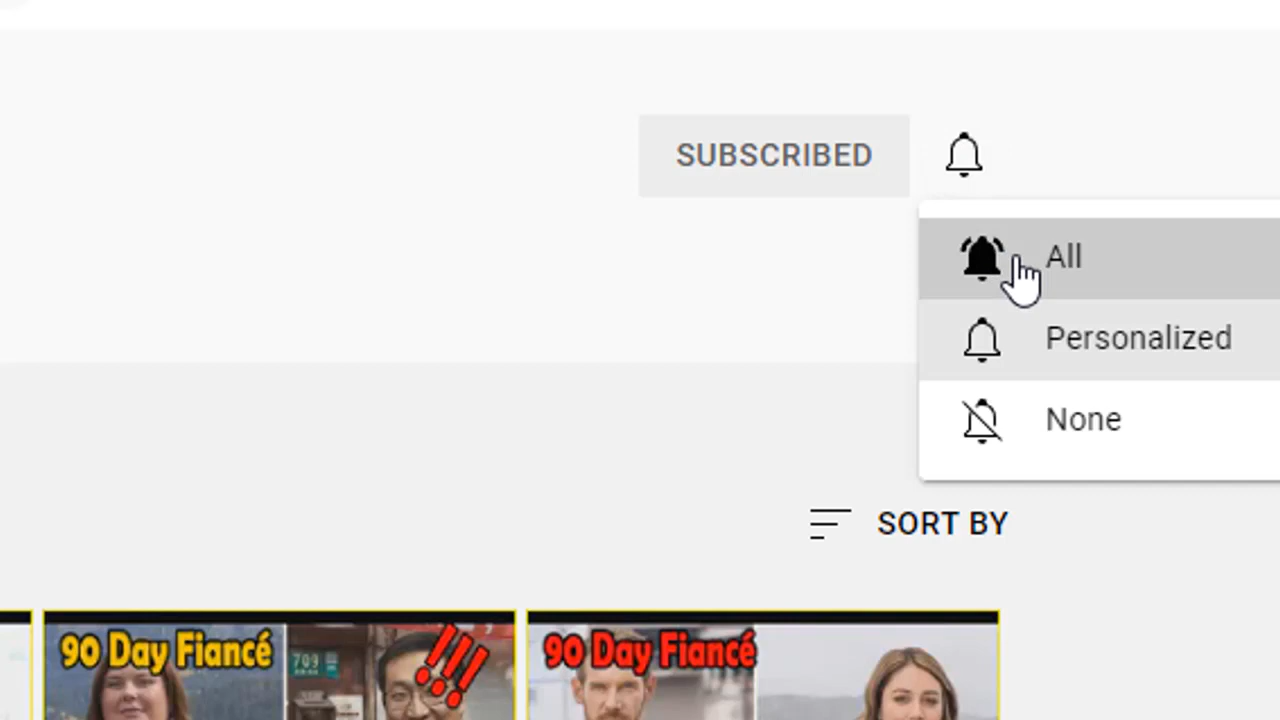 SUBSCRIBED
All
Personalized
None
SORT BY
90 Day Fiancé
!!!
709
90 Day Fiancé